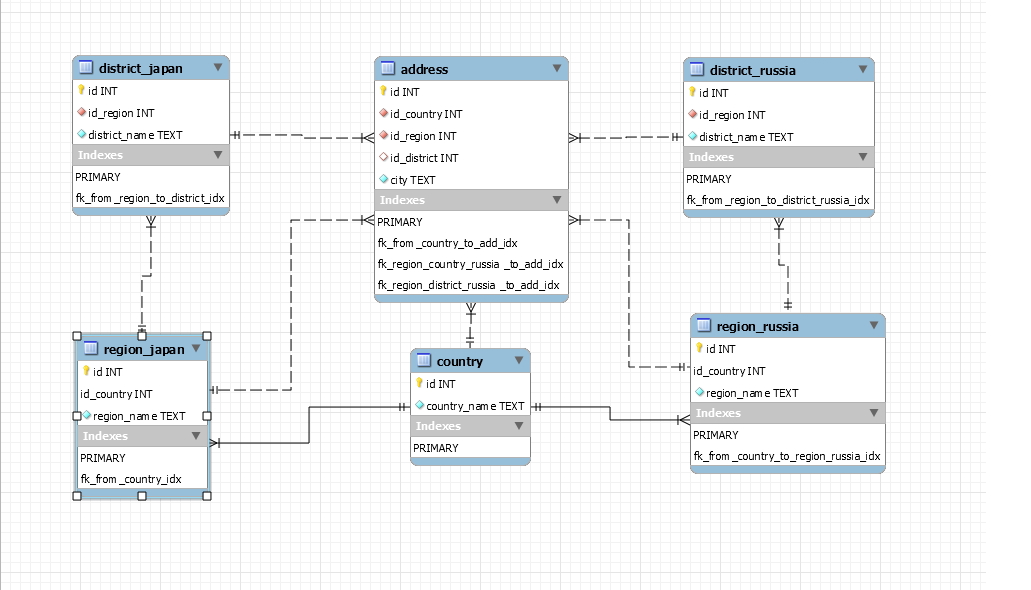 district_japan
id INT
id_region INT
district_name TEXT
Indexes
PRIMARY
fk_from _region_to_district_idx
address
id INT
id_country INT
id_region INT
id_district INT
city TEXT
Indexes
PRIMARY
fk_from _country_to_add_idx
fk_region_country_russia _to_add_idx
fk_region_district_russia _to_add_idx
district_russia
id INT
id_region INT
district_name TEXT
Indexes
PRIMARY
fk_from _region_to_district_russia_idx
region_japan
id INT
id_country INT
region_name TEXT
Indexes
PRIMARY
fk_from _country_idx
country
id INT
country_name TEXT
Indexes
PRIMARY
region_russia
id INT
id_country INT
region_name TEXT
Indexes
PRIMARY
fk_from _country_to_region_russia_idx